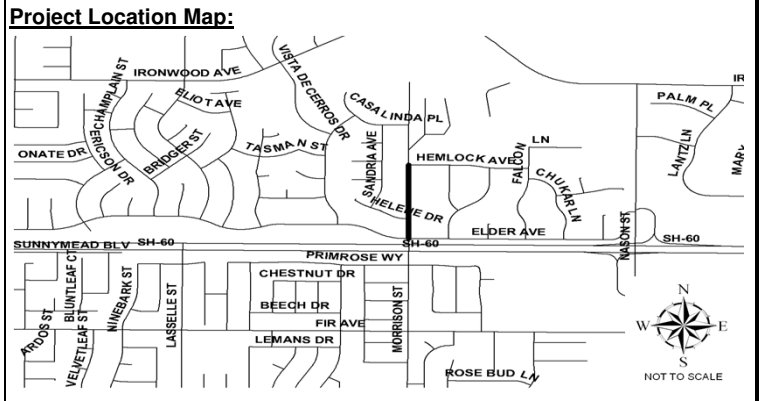 Project Location Map:
IRONWOOD AVE
IR
CHAMPLAIN ST
ELIOT AVE
VISTA DE CERROS DR
CASA LINDA PL
PALM PL
ONATE DR
ERICSON DR
BRIDGER ST
TASMAN ST
SANDRIA AVE
HEMLOCK AVE
FALCON
LN
CHUKAR LN
LANTZ LN
MARK
HELENE DR
ELDER AVE
NASON ST
SUNNYMEAD BLV
SH-60
SH-60
SH-60
PRIMROSE WY
ARDOS ST
BLUNTLEAF CT
VELVETLEAF ST
NINEBARK ST
LASSELLE ST
CHESTNUT DR
BEECH DR
FIR AVE
LEMANS DR
MORRISON ST
ROSE BUD LN
N
W
E
S
NOT TO SCALE